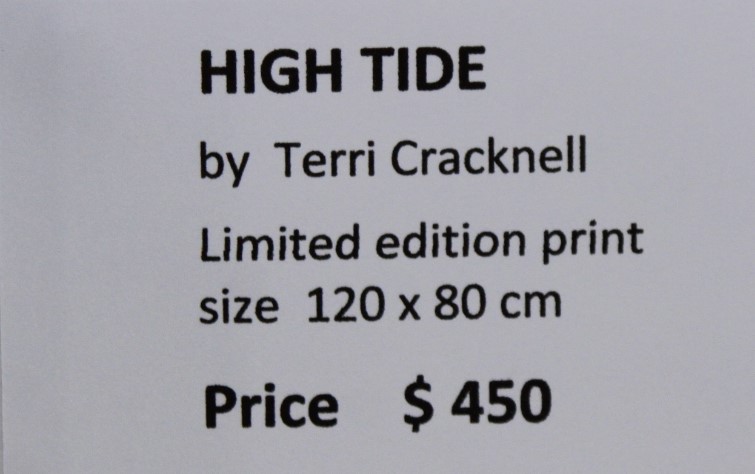 HIGH TIDE
by Terri Cracknell
Limited edition print
size 120 x 80 cm
Price $ 450